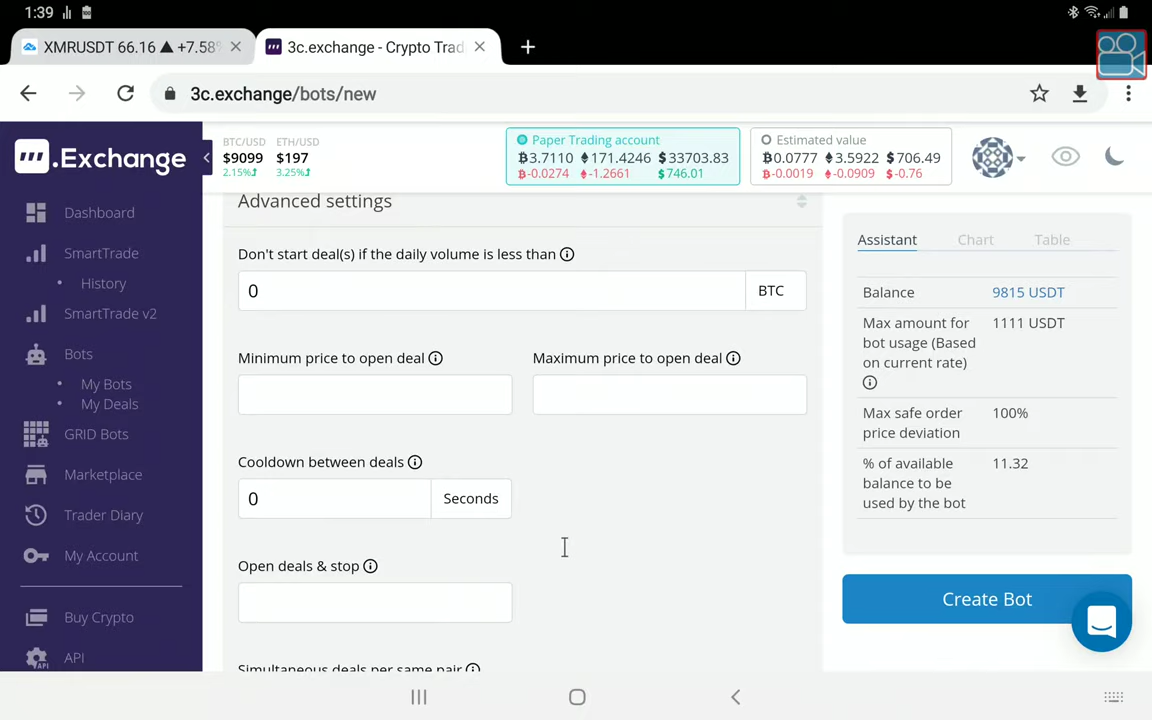 1:39
XMRUSDT 66.16 ▲ +7.58%
3c.exchange - Crypto Trad
3c.exchange/bots/new
.Exchange
BTC/USD ETH/USD
$9099 $197
2.15% 3.25%
Paper Trading account
3.7110 171.4246 $33703.83
-0.0274 -1.2661 $746.01
Estimated value
0.0777 3.5922 $706.49
-0.0019 -0.0909 $-0.76
Dashboard
SmartTrade
• History
SmartTrade v2
Bots
• My Bots
• My Deals
GRID Bots
Marketplace
Trader Diary
My Account
Buy Crypto
API
Advanced settings
Don't start deal(s) if the daily volume is less than
0 BTC
Minimum price to open deal Maximum price to open deal
Cooldown between deals
0 Seconds
Open deals & stop
Simultaneous deals per same pair
Assistant Chart Table
Balance 9815 USDT
Max amount for 1111 USDT
bot usage (Based
on current rate)
Max safe order 100%
price deviation
% of available 11.32
balance to be
used by the bot
Create Bot